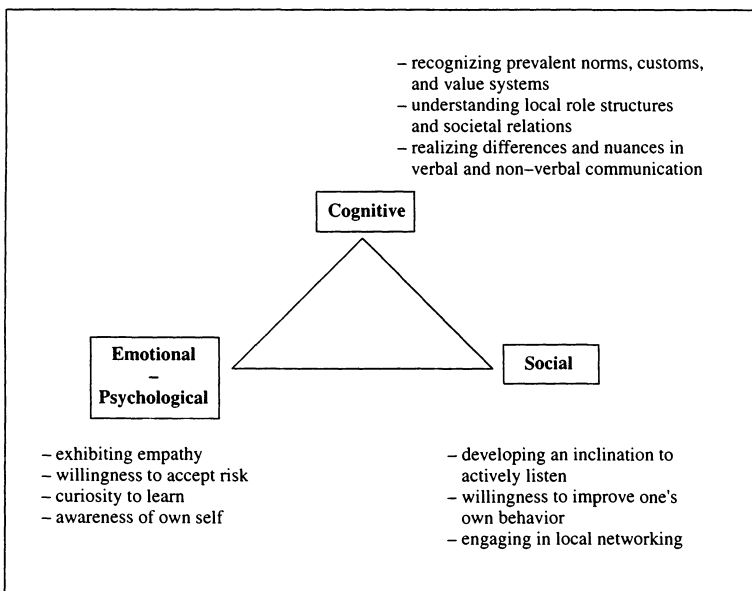 – recognizing prevalent norms, customs,
and value systems
– understanding local role structures
and societal relations
– realizing differences and nuances in
verbal and non–verbal communication
Cognitive
Emotional
–
Psychological
Social
– exhibiting empathy
– willingness to accept risk
– curiosity to learn
– awareness of own self
– developing an inclination to
actively listen
– willingness to improve one's
own behavior
– engaging in local networking